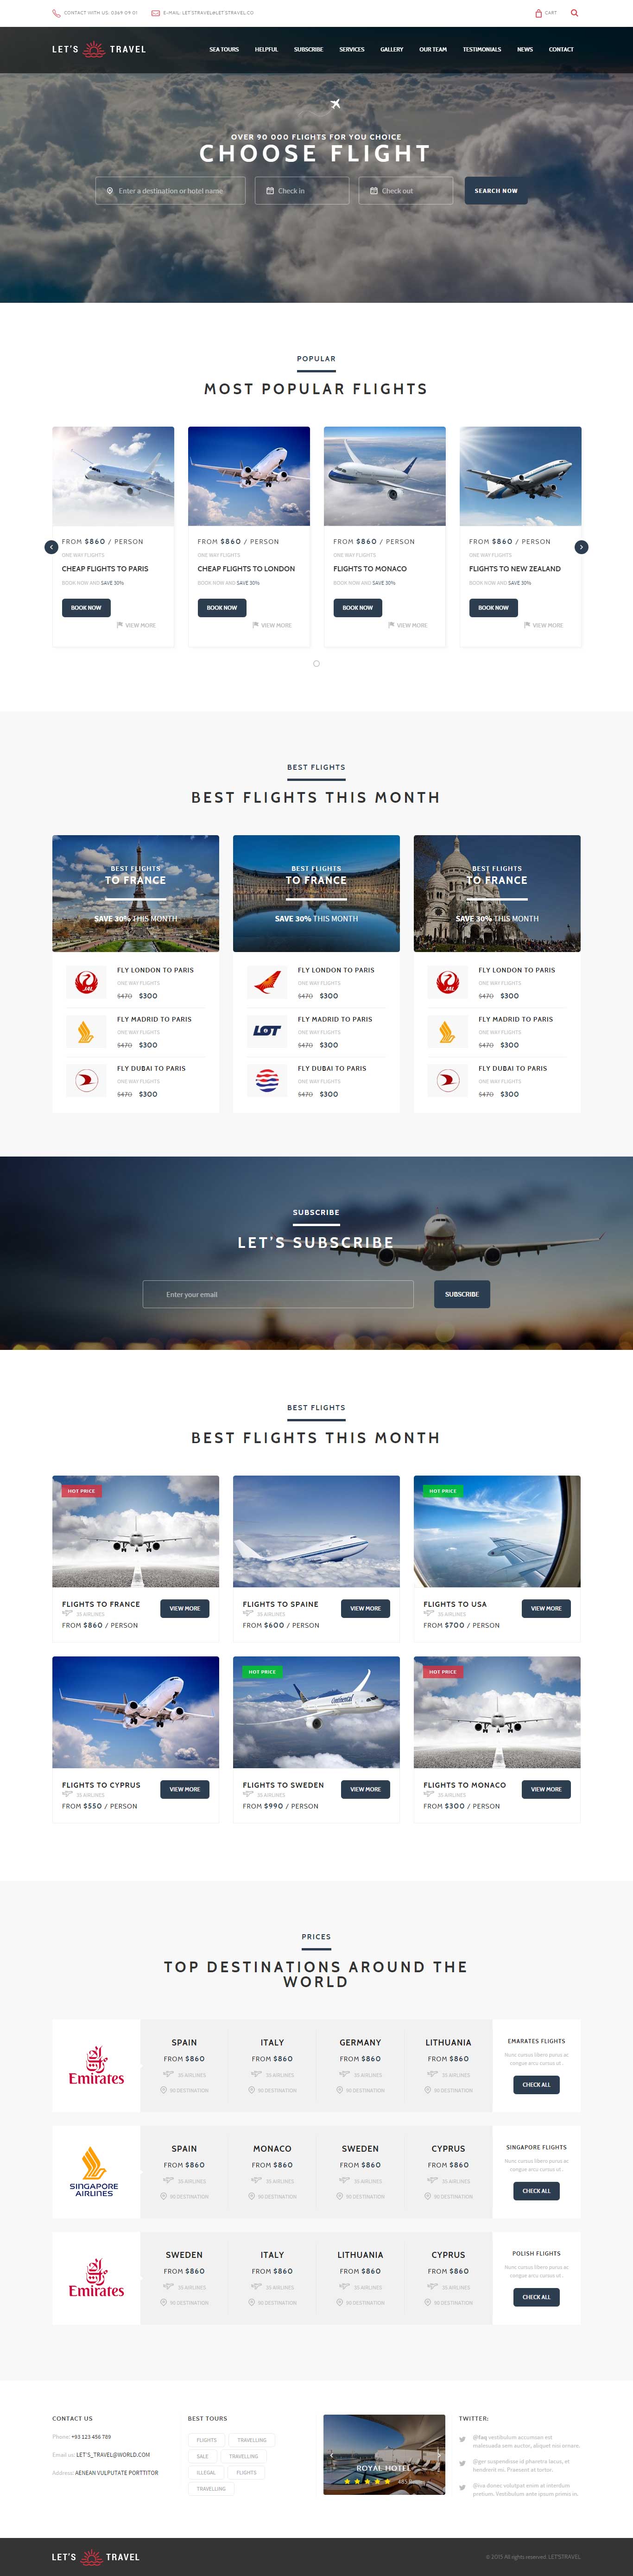 CONTACT WITH US: 0369 09 01
E-MAIL: LET'STRAVEL@LET'STRAVEL.CO
CART
LET'S TRAVEL
SEA TOURS HELPFUL SUBSCRIBE SERVICES GALLERY OUR TEAM TESTIMONIALS NEWS CONTACT
OVER 90 000 FLIGHTS FOR YOU CHOICE
CHOOSE FLIGHT
Enter a destination or hotel name
Check in
Check out
SEARCH NOW
POPULAR
MOST POPULAR FLIGHTS
FROM $860 / PERSON
ONE WAY FLIGHTS
CHEAP FLIGHTS TO PARIS
BOOK NOW AND SAVE 30%
BOOK NOW
VIEW MORE
FROM $860 / PERSON
ONE WAY FLIGHTS
CHEAP FLIGHTS TO LONDON
BOOK NOW AND SAVE 30%
BOOK NOW
VIEW MORE
FROM $860 / PERSON
ONE WAY FLIGHTS
FLIGHTS TO MONACO
BOOK NOW AND SAVE 30%
BOOK NOW
VIEW MORE
FROM $860 / PERSON
ONE WAY FLIGHTS
FLIGHTS TO NEW ZEALAND
BOOK NOW AND SAVE 30%
BOOK NOW
VIEW MORE
BEST FLIGHTS
BEST FLIGHTS THIS MONTH
BEST FLIGHTS
TO FRANCE
SAVE 30% THIS MONTH
JAL
FLY LONDON TO PARIS
ONE WAY FLIGHTS
$470 $300
FLY MADRID TO PARIS
ONE WAY FLIGHTS
$470 $300
FLY DUBAI TO PARIS
ONE WAY FLIGHTS
$470 $300
BEST FLIGHTS
TO FRANCE
SAVE 30% THIS MONTH
FLY LONDON TO PARIS
ONE WAY FLIGHTS
$470 $300
LOT
FLY MADRID TO PARIS
ONE WAY FLIGHTS
$470 $300
FLY DUBAI TO PARIS
ONE WAY FLIGHTS
$470 $300
BEST FLIGHTS
TO FRANCE
SAVE 30% THIS MONTH
JAL
FLY LONDON TO PARIS
ONE WAY FLIGHTS
$470 $300
FLY MADRID TO PARIS
ONE WAY FLIGHTS
$470 $300
FLY DUBAI TO PARIS
ONE WAY FLIGHTS
$470 $300
SUBSCRIBE
LET'S SUBSCRIBE
Enter your email
SUBSCRIBE
BEST FLIGHTS
BEST FLIGHTS THIS MONTH
HOT PRICE
FLIGHTS TO FRANCE
35 AIRLINES
FROM $860 / PERSON
VIEW MORE
FLIGHTS TO SPAINE
35 AIRLINES
FROM $600 / PERSON
VIEW MORE
HOT PRICE
FLIGHTS TO USA
35 AIRLINES
FROM $700 / PERSON
VIEW MORE
FLIGHTS TO CYPRUS
35 AIRLINES
FROM $550 / PERSON
VIEW MORE
HOT PRICE
Continental
FLIGHTS TO SWEDEN
35 AIRLINES
FROM $990 / PERSON
VIEW MORE
HOT PRICE
FLIGHTS TO MONACO
35 AIRLINES
FROM $300 / PERSON
VIEW MORE
PRICES
TOP DESTINATIONS AROUND THE
WORLD
Emirates
SPAIN ITALY GERMANY LITHUANIA
FROM $860 FROM $860 FROM $860 FROM $860
35 AIRLINES 35 AIRLINES 35 AIRLINES 35 AIRLINES
90 DESTINATION 90 DESTINATION 90 DESTINATION 90 DESTINATION
EMARATES FLIGHTS
Nunc cursus libero purus ac
congue arcu cursus ut.
CHECK ALL
SINGAPORE
AIRLINES
SPAIN MONACO SWEDEN CYPRUS
FROM $860 FROM $860 FROM $860 FROM $860
35 AIRLINES 35 AIRLINES 35 AIRLINES 35 AIRLINES
90 DESTINATION 90 DESTINATION 90 DESTINATION 90 DESTINATION
SINGAPORE FLIGHTS
Nunc cursus libero purus ac
congue arcu cursus ut.
CHECK ALL
Emirates
SWEDEN ITALY LITHUANIA CYPRUS
FROM $860 FROM $860 FROM $860 FROM $860
35 AIRLINES 35 AIRLINES 35 AIRLINES 35 AIRLINES
90 DESTINATION 90 DESTINATION 90 DESTINATION 90 DESTINATION
POLISH FLIGHTS
Nunc cursus libero purus ac
congue arcu cursus ut.
CHECK ALL
CONTACT US
Phone: +93 123 456 789
Email us: LET'S_TRAVEL@WORLD.COM
Address: AENEAN VULPUTATE PORTTITOR
BEST TOURS
FLIGHTS TRAVELLING
SALE TRAVELLING
ILLEGAL FLIGHTS
TRAVELLING
ROYAL HOTEL
TWITTER:
vestibulum accumsan est
malesuada sem auctor, aliquet nisi ornare.
suspendisse id pharetra lacus, et
hendrerit mi. Praesent at tortor.
donec volutpat enim at interdum
pretium. Vestibulum ante ipsum primis in.
LET'S TRAVEL
© 2015 All rights reserved. LET'STRAVEL